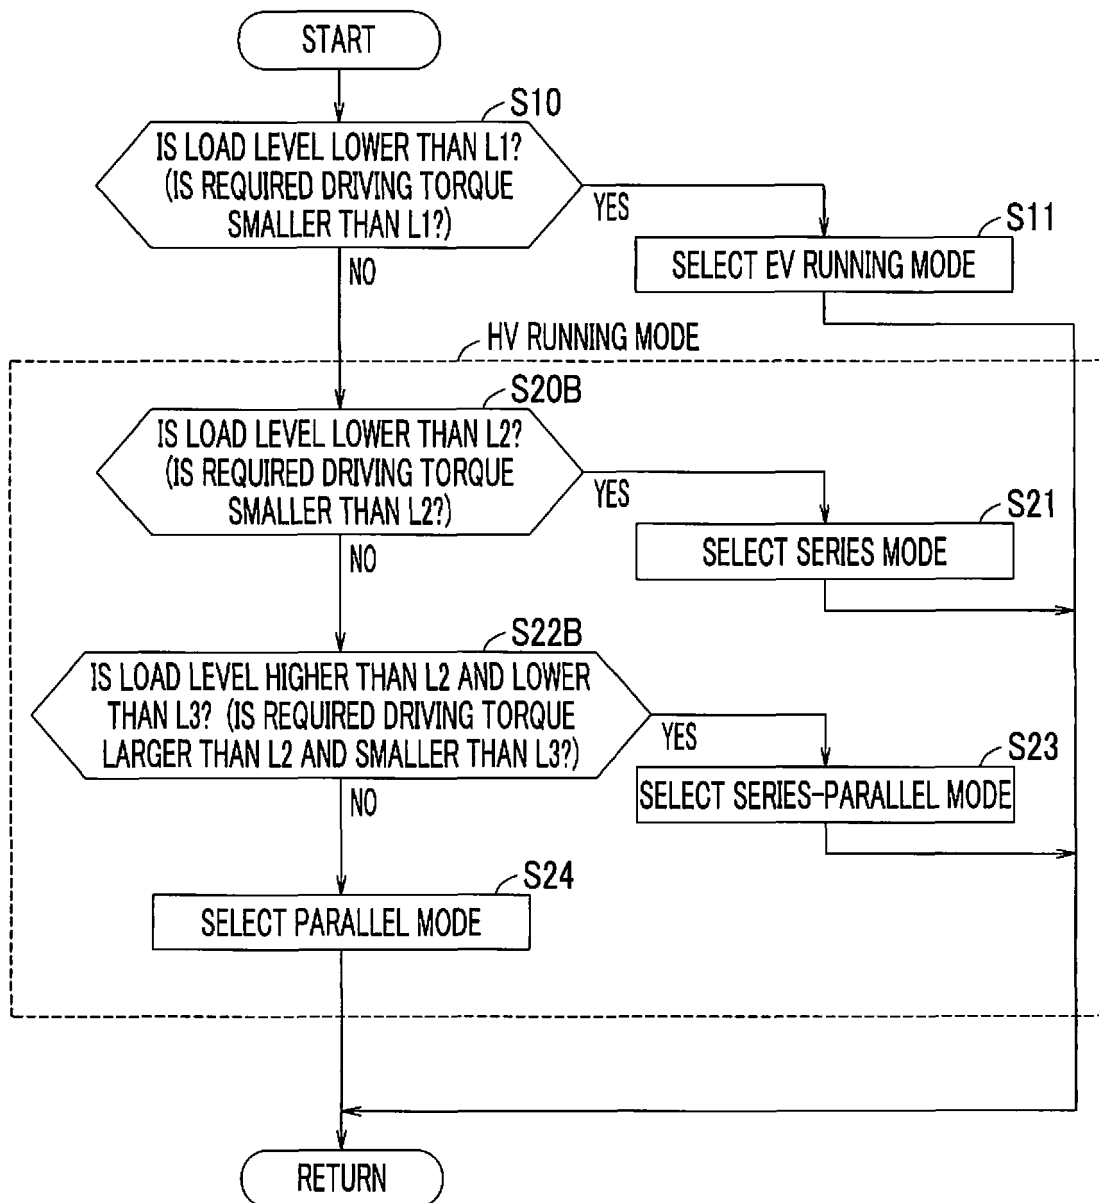 START
S10
IS LOAD LEVEL LOWER THAN L1?
(IS REQUIRED DRIVING TORQUE
SMALLER THAN L1?)
YES
S11
SELECT EV RUNNING MODE
NO
HV RUNNING MODE
S20B
IS LOAD LEVEL LOWER THAN L2?
(IS REQUIRED DRIVING TORQUE
SMALLER THAN L2?)
YES
S21
SELECT SERIES MODE
NO
S22B
IS LOAD LEVEL HIGHER THAN L2 AND LOWER
THAN L3? (IS REQUIRED DRIVING TORQUE
LARGER THAN L2 AND SMALLER THAN L3?)
YES
S23
SELECT SERIES-PARALLEL MODE
NO
S24
SELECT PARALLEL MODE
RETURN